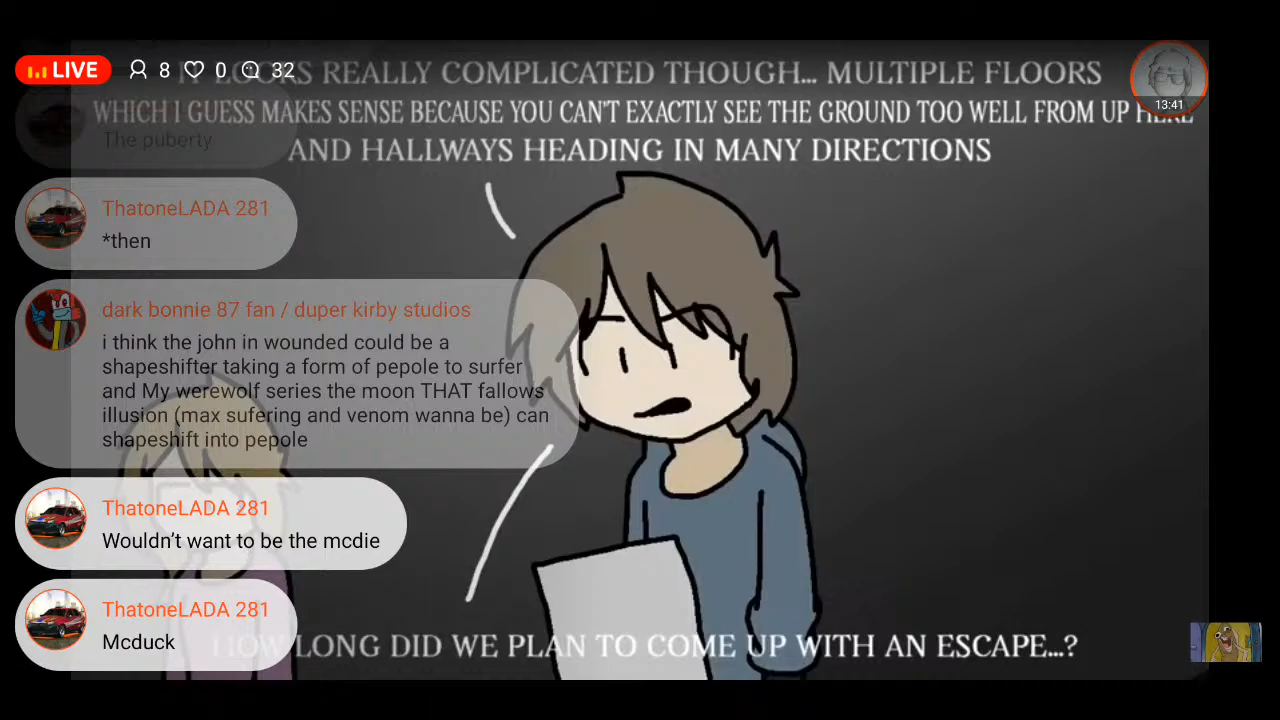 LIVE 8 0 32
LOOKS REALLY COMPLICATED THOUGH... MULTIPLE FLOORS
13:41
WHICH I GUESS MAKES SENSE BECAUSE YOU CAN'T EXACTLY SEE THE GROUND TOO WELL FROM UP HERE
The puberty
AND HALLWAYS HEADING IN MANY DIRECTIONS
ThatoneLADA 281
*then
dark bonnie 87 fan / duper kirby studios
i think the john in wounded could be a
shapeshifter taking a form of pepole to surfer
and My werewolf series the moon THAT fallows
illusion (max sufering and venom wanna be) can
shapeshift into pepole
ThatoneLADA 281
Wouldn’t want to be the mcdie
ThatoneLADA 281
Mcduck
HOW LONG DID WE PLAN TO COME UP WITH AN ESCAPE...?